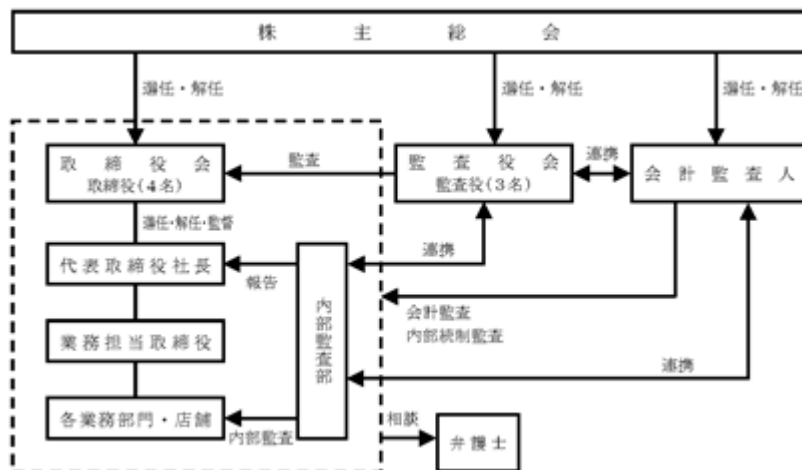 株主総会
選任・解任
選任・解任
選任・解任
取締役会
取締役(4名)
監査
監査役会
監査役(3名)
連携
会計監査人
選任・解任・監督
代表取締役社長
報告
内部監査部
連携
会計監査
内部統制監査
業務担当取締役
連携
各業務部門・店舗
内部監査
相談
弁護士